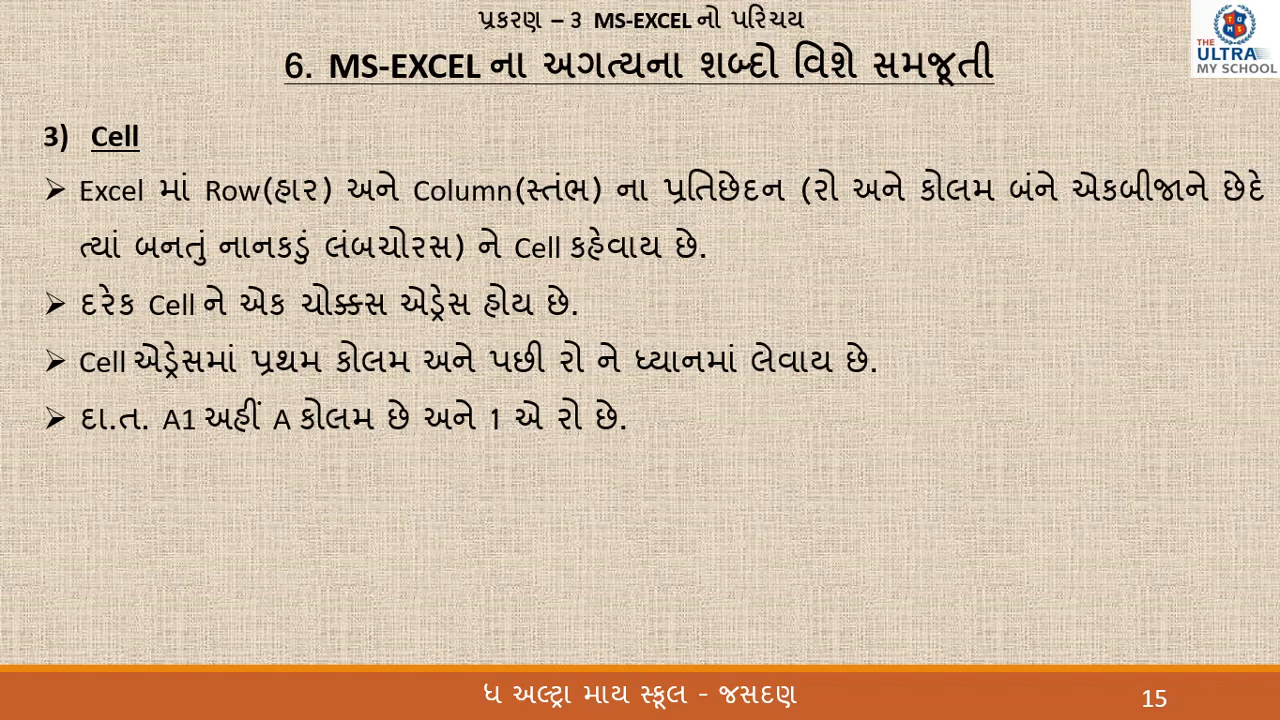 પ્રકરણ – ૩ MS-EXCEL નો પરિચય
6. MS-EXCEL ના અગત્યના શબ્દો વિશે સમજૂતી
THE
ULTRA
MY SCHOOL
3) Cell
➢ Excel માં Row(હાર) અને Column(સ્તંભ) ના પ્રતિછેદન (રો અને કોલમ બંને એકબીજાને છેદે
ત્યાં બનતું નાનકડું લંબચોરસ) ને Cell કહેવાય છે.
➢ દરેક Cell ને એક ચોક્કસ એડ્રેસ હોય છે.
➢ Cell એડ્રેસમાં પ્રથમ કોલમ અને પછી રો ને ધ્યાનમાં લેવાય છે.
➢ દા.ત. A1 અહીં A કોલમ છે અને 1 એ રો છે.
ધ અલ્ટ્રા માય સ્કૂલ - જસદણ
15